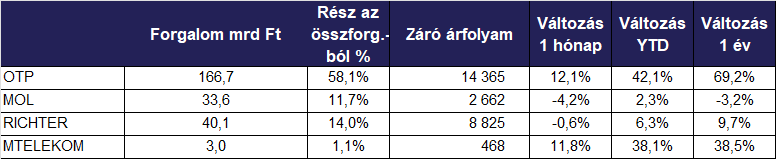 Forgalom mrd Ft Rész az összforg.-ból % Záró árfolyam Változás 1 hónap Változás YTD Változás 1 év
OTP 166,7 58,1% 14 365 12,1% 42,1% 69,2%
MOL 33,6 11,7% 2 662 -4,2% 2,3% -3,2%
RICHTER 40,1 14,0% 8 825 -0,6% 6,3% 9,7%
MTELEKOM 3,0 1,1% 468 11,8% 38,1% 38,5%